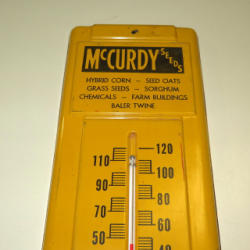 McCURDY SEEDS
HYBRID CORN - SEED OATS
GRASS SEEDS - SORGHUM
CHEMICALS - FARM BUILDINGS
BALER TWINE
120
110
100
90
80
70
60
50
40